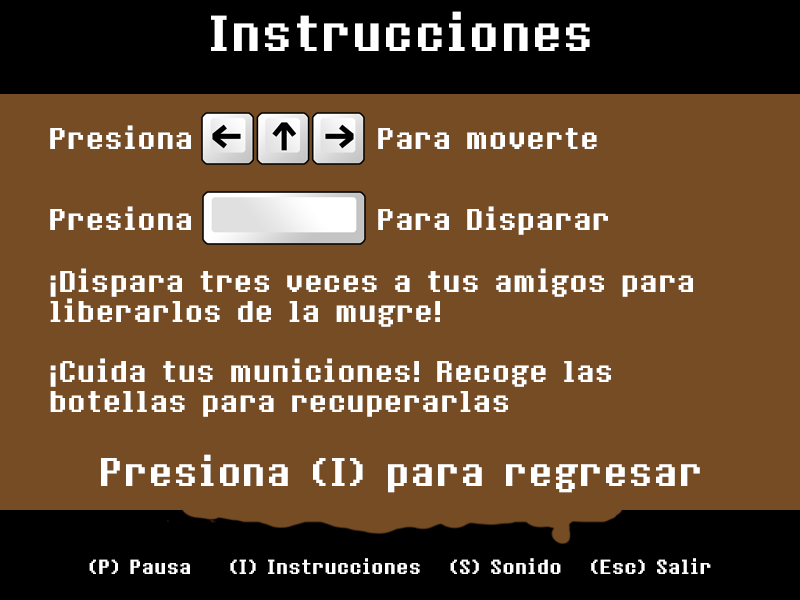 Instrucciones
Presiona ← ↑ → Para moverte
Presiona Para Disparar
¡Dispara tres veces a tus amigos para
liberarlos de la mugre!
¡Cuida tus municiones! Recoge las
botellas para recuperarlas
Presiona (I) para regresar
(P) Pausa (I) Instrucciones (S) Sonido (Esc) Salir